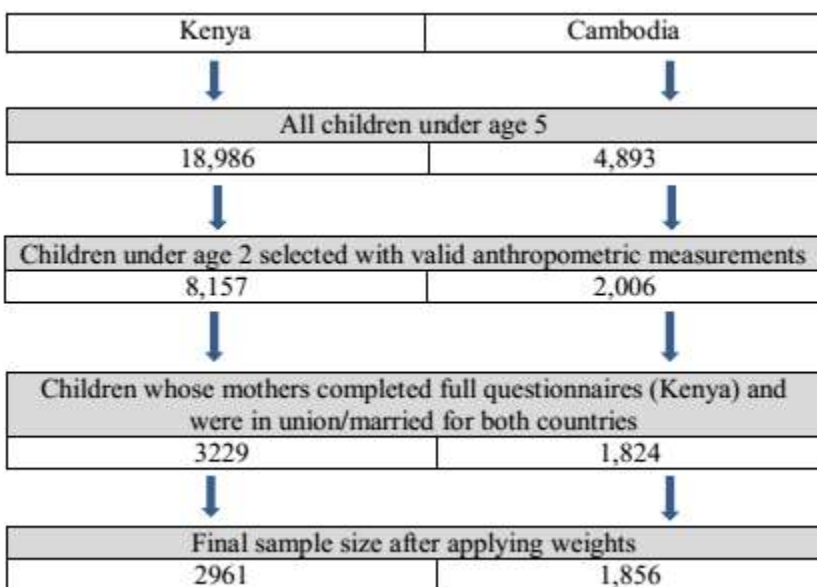 Kenya Cambodia
All children under age 5
18,986 4,893
Children under age 2 selected with valid anthropometric measurements
8,157 2,006
Children whose mothers completed full questionnaires (Kenya) and
were in union/married for both countries
3229 1,824
Final sample size after applying weights
2961 1,856